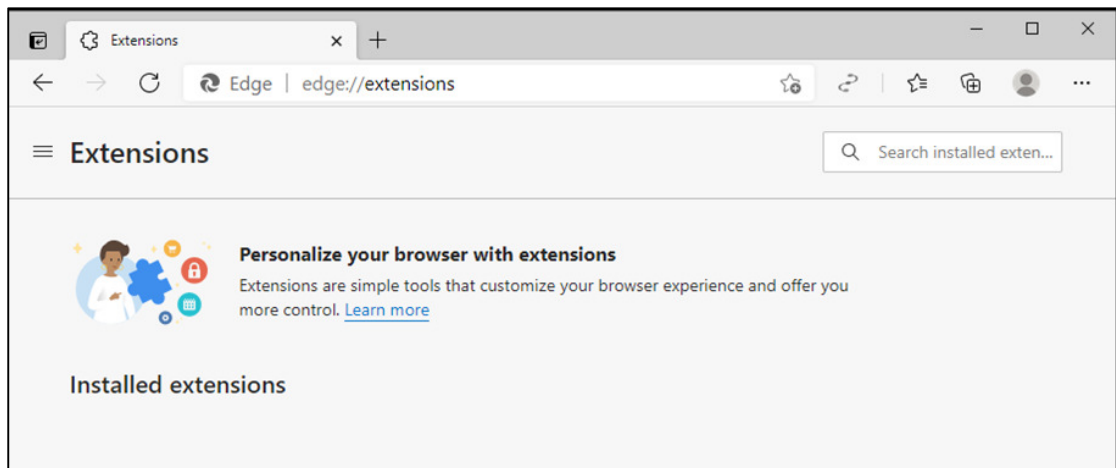 Extensions
Edge | edge://extensions
Extensions
Search installed exten...
Personalize your browser with extensions
Extensions are simple tools that customize your browser experience and offer you
more control. Learn more
Installed extensions